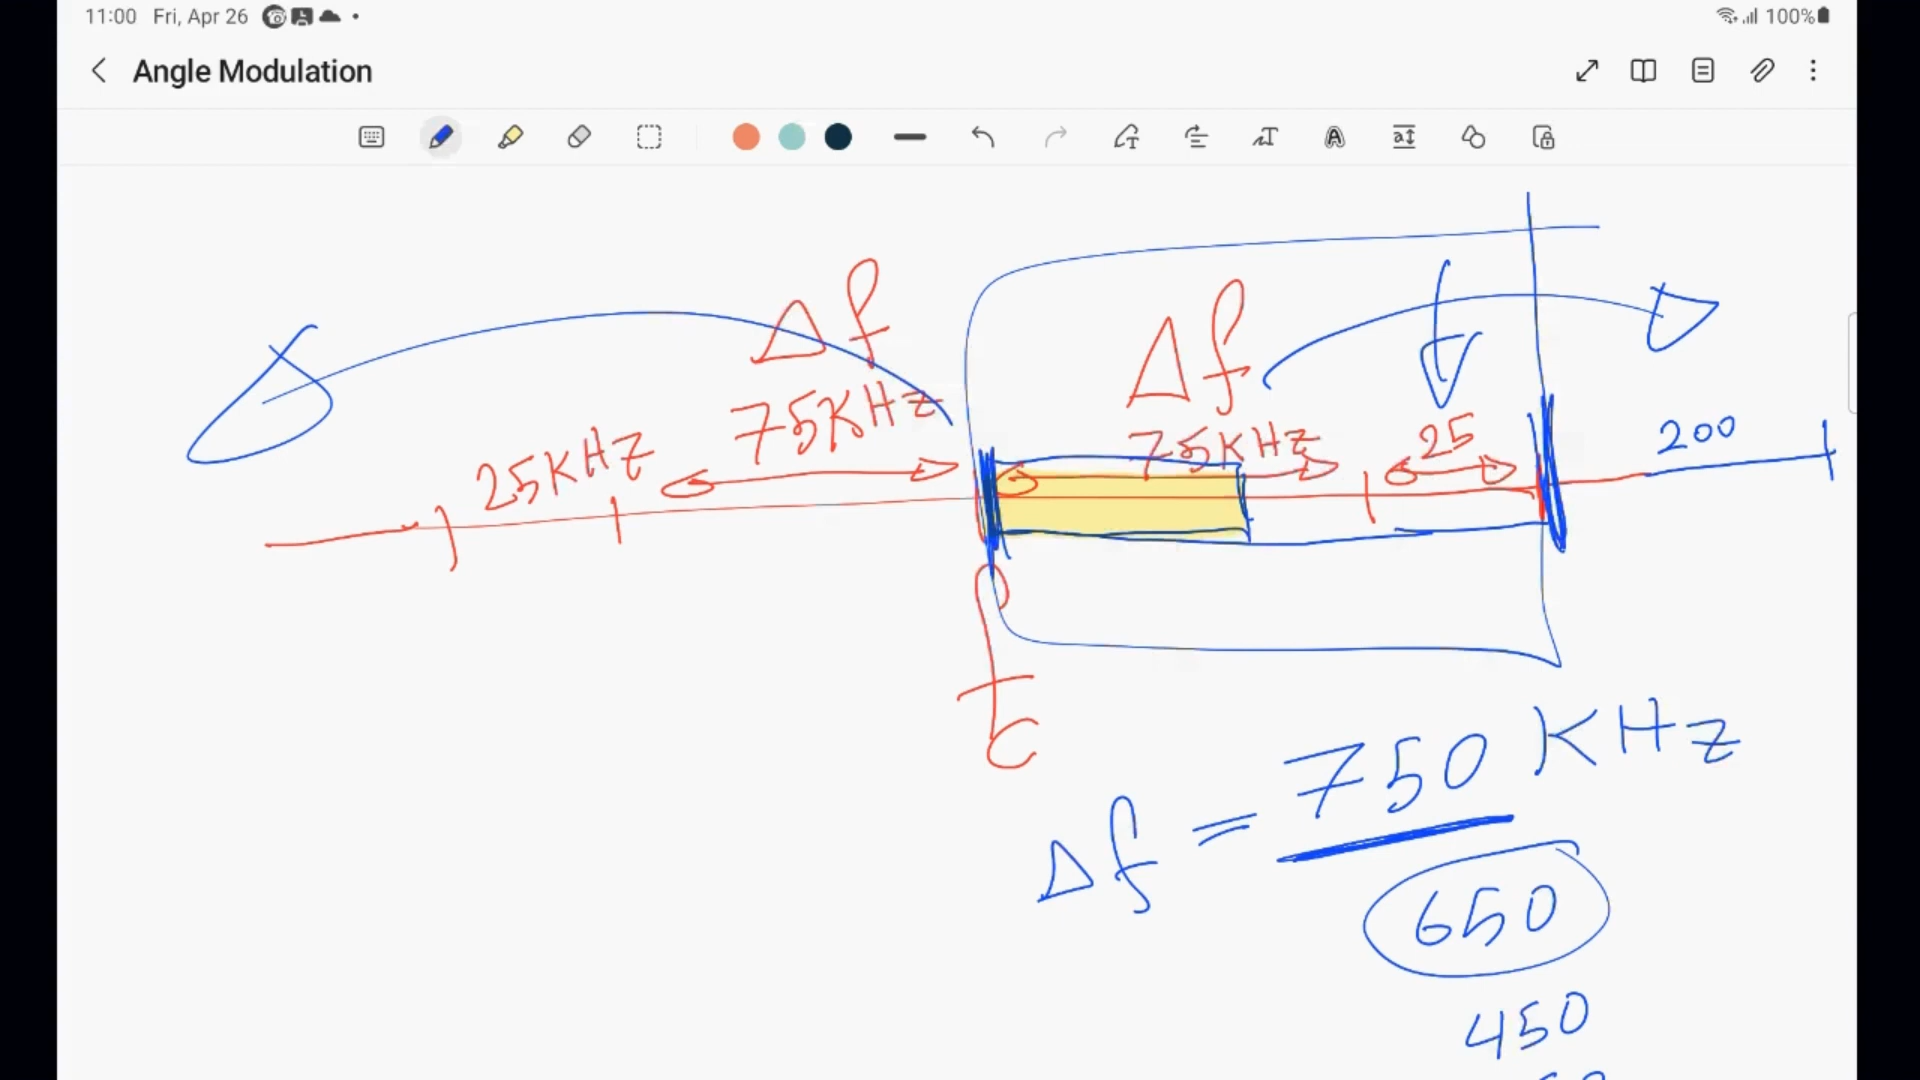 11:00 Fri, Apr 26
100%
Angle Modulation
Δf
Δf
75KHz
75KHz
25
200
25KHz
fc
Δf = 750 KHz
650
450